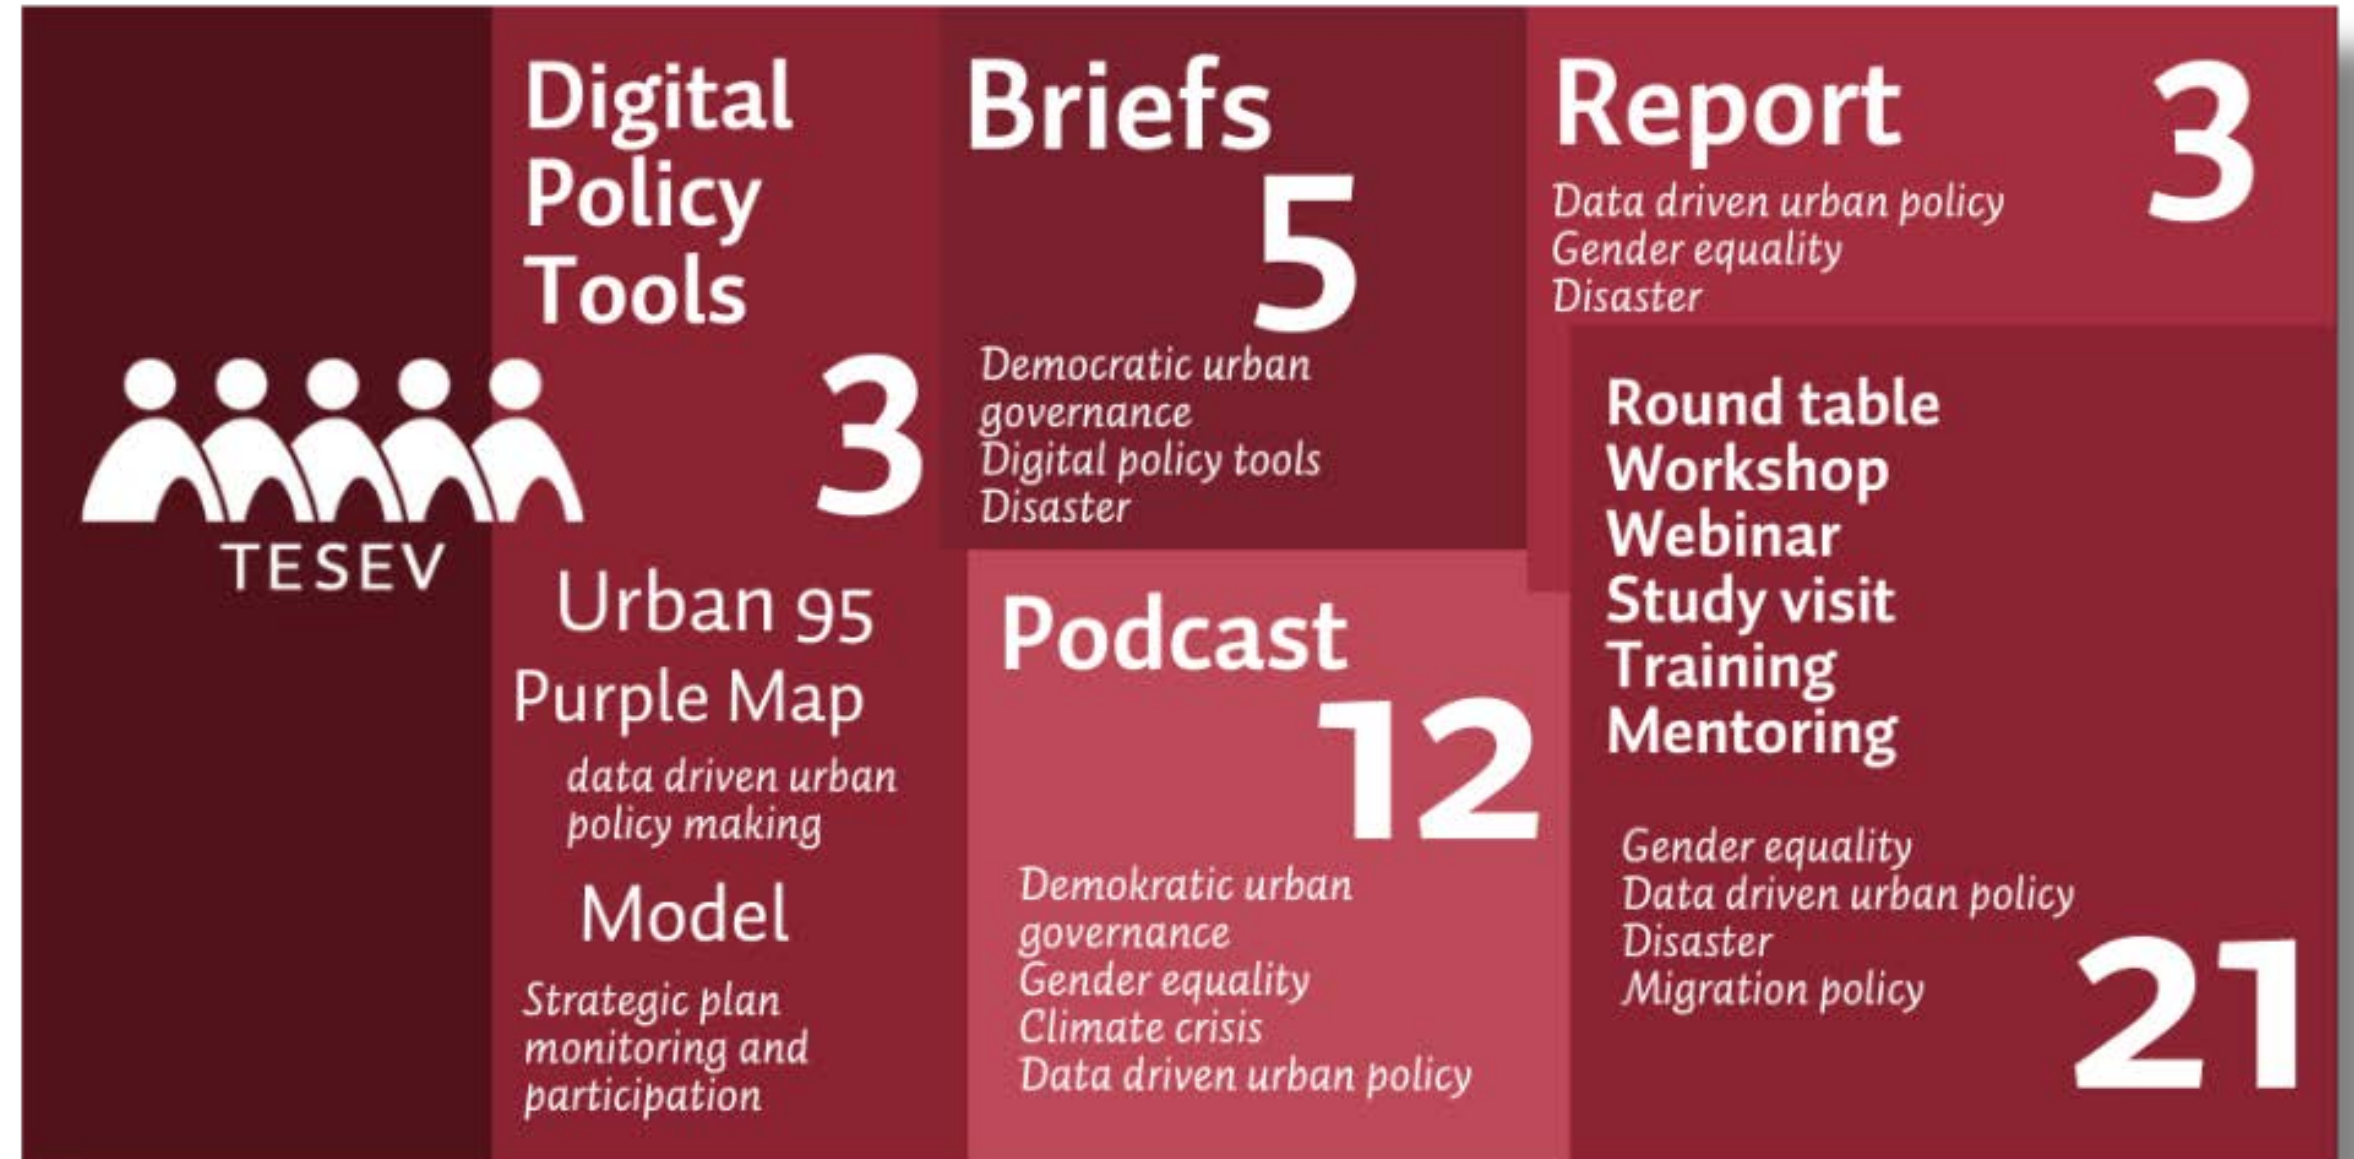 TESEV
Digital
Policy
Tools
3
Urban 95
Purple Map
data driven urban
policy making
Model
Strategic plan
monitoring and
participation
Briefs
5
Democratic urban
governance
Digital policy tools
Disaster
Podcast
12
Demokratic urban
governance
Gender equality
Climate crisis
Data driven urban policy
Report
3
Data driven urban policy
Gender equality
Disaster
Round table
Workshop
Webinar
Study visit
Training
Mentoring
Gender equality
Data driven urban policy
Disaster
Migration policy
21